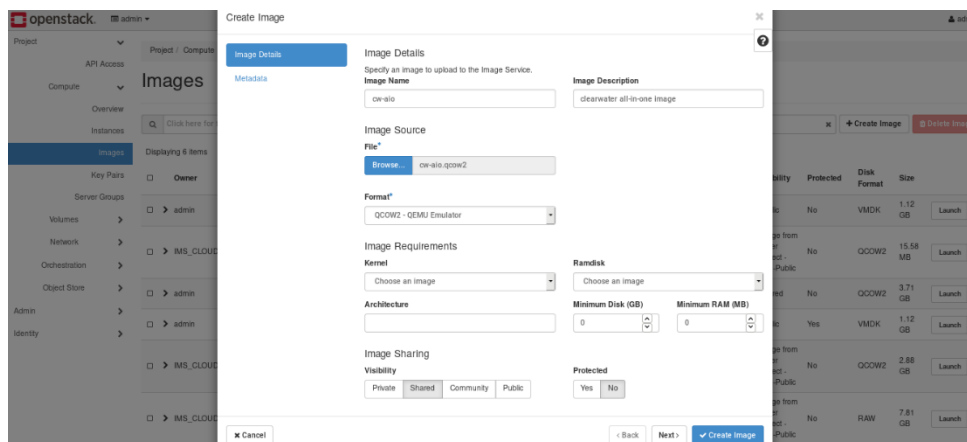 openstack.
admin
Create Image
Project
API Access
Compute
Overview
Instances
Images
Key Pairs
Server Groups
Volumes
Network
Orchestration
Object Store
Admin
Identity
Project / Compute
Images
Click here for
Displaying 6 items
Owner
admin
IMS_CLOUD
admin
admin
IMS_CLOUD
IMS_CLOUD
Image Details
Metadata
Image Details
Specify an image to upload to the Image Service.
Image Name
Image Description
cw-aio
clearwater all-in-one image
Image Source
File*
Browse... cw-aio.qcow2
Format*
QCOW2 - QEMU Emulator
Image Requirements
Kernel
Ramdisk
Choose an image
Choose an image
Architecture
Minimum Disk (GB)
Minimum RAM (MB)
0
0
Image Sharing
Visibility
Protected
Private Shared Community Public
Yes No
Cancel
< Back
Next >
Create Image
+ Create Image
Delete
Protected
Disk Format
Size
No VMDK 1.12 GB Launch
No QCOW2 15.58 MB Launch
-Public
No QCOW2 3.71 GB Launch
Yes VMDK 1.12 GB Launch
No QCOW2 2.88 GB Launch
-Public
No RAW 7.81 GB Launch
-Public